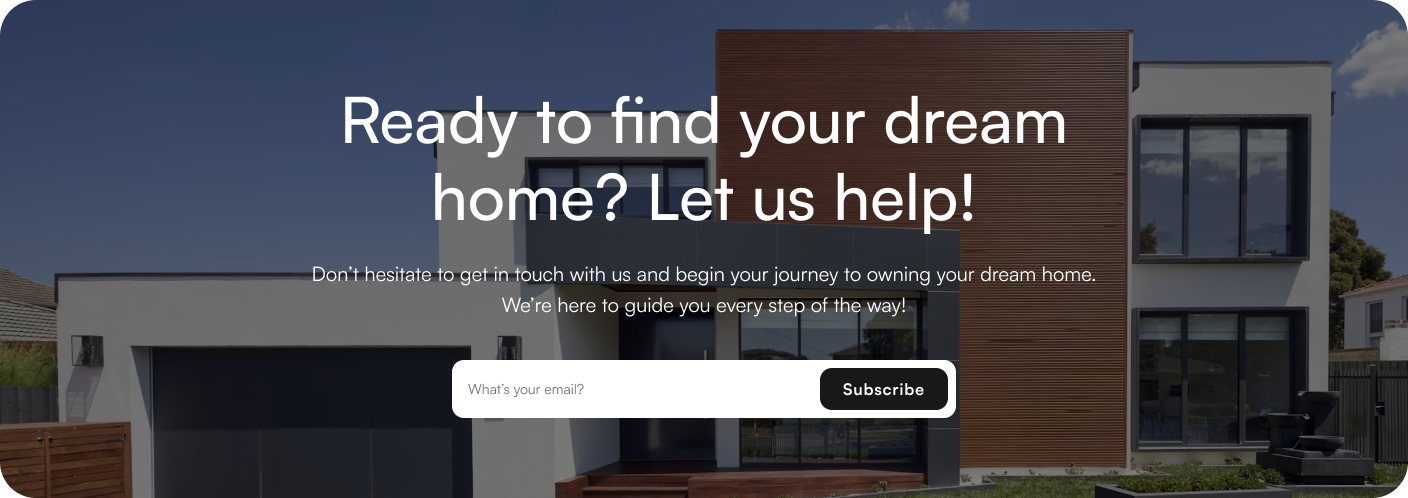 Ready to find your dream
home? Let us help!
Don’t hesitate to get in touch with us and begin your journey to owning your dream home.
We’re here to guide you every step of the way!
What’s your email?
Subscribe